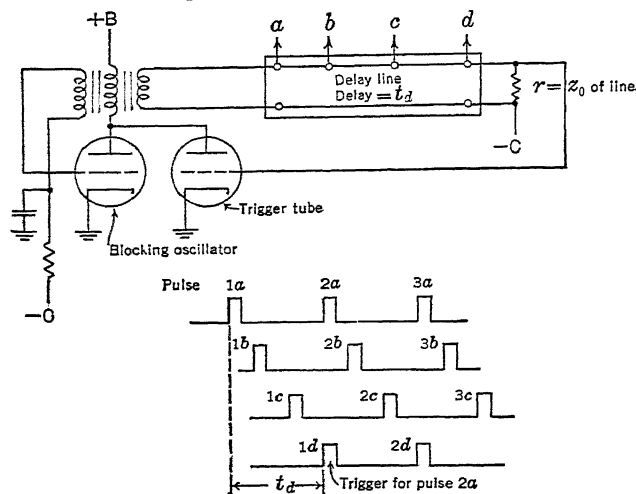 +B
a b c d
Delay line
Delay = t_d
r = z_0 of line
-C
Trigger tube
Blocking oscillator
-C
Pulse 1a 2a 3a
1b 2b 3b
1c 2c 3c
1d 2d
t_d Trigger for pulse 2a